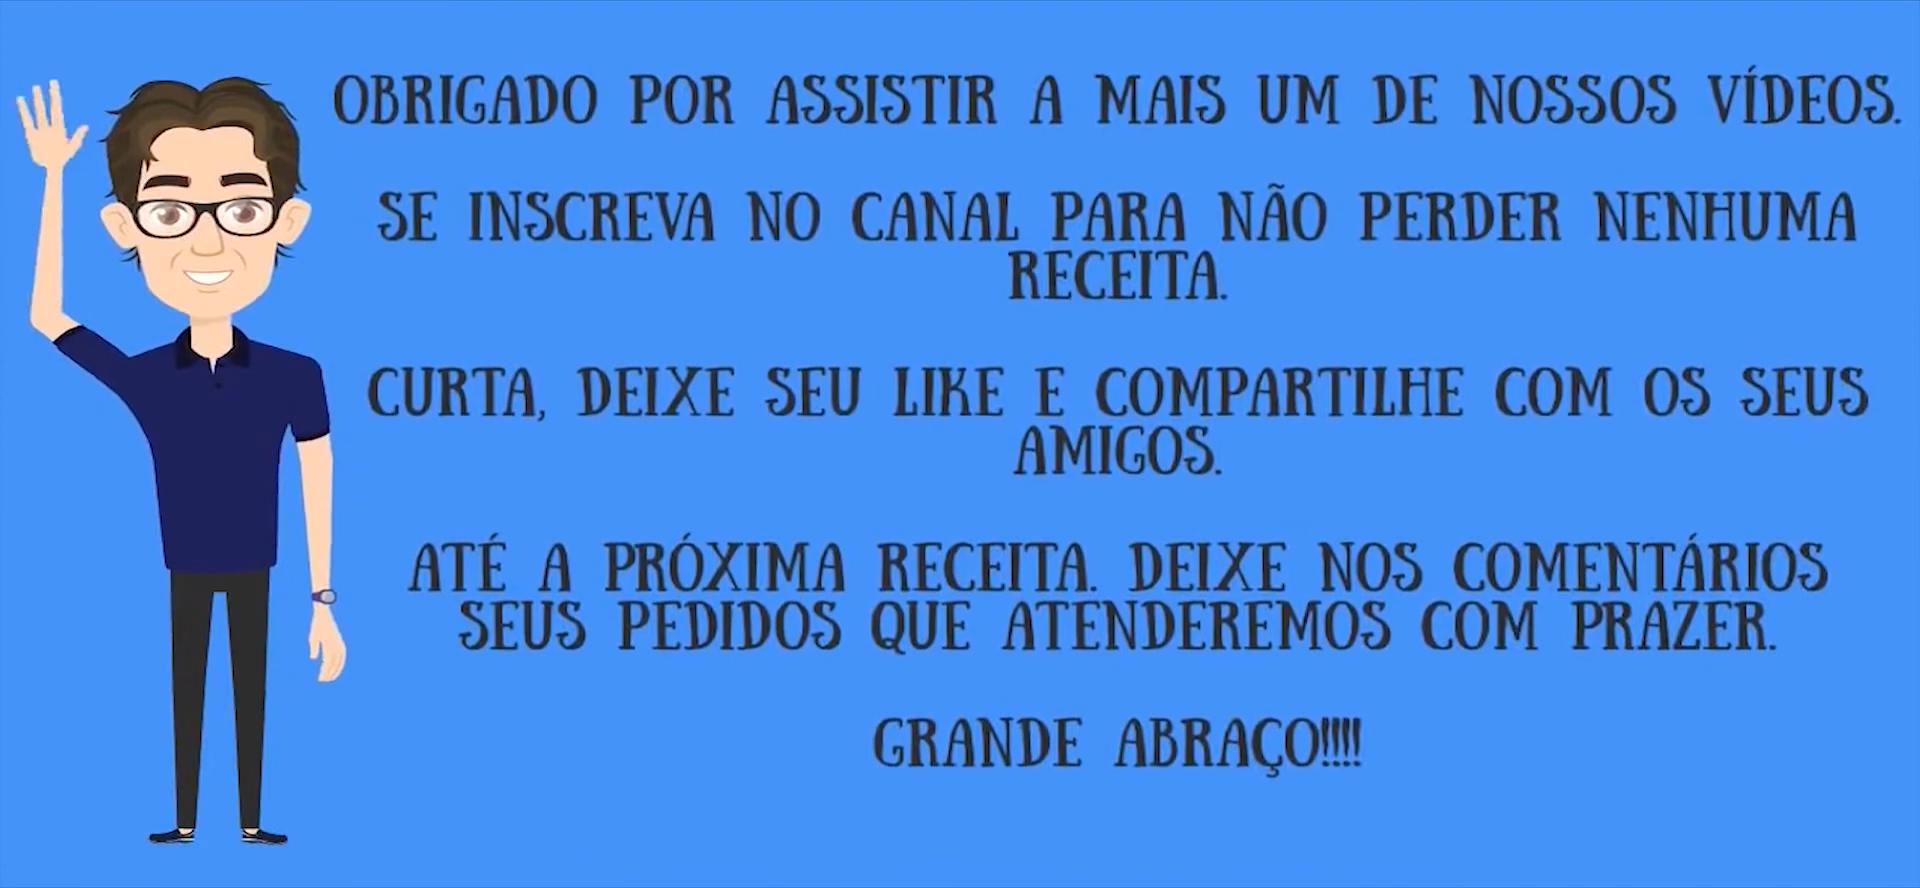 OBRIGADO POR ASSISTIR A MAIS UM DE NOSSOS VÍDEOS.
SE INSCREVA NO CANAL PARA NÃO PERDER NENHUMA
RECEITA.
CURTA, DEIXE SEU LIKE E COMPARTILHE COM OS SEUS
AMIGOS.
ATÉ A PRÓXIMA RECEITA. DEIXE NOS COMENTÁRIOS
SEUS PEDIDOS QUE ATENDEREMOS COM PRAZER.
GRANDE ABRAÇO!!!!